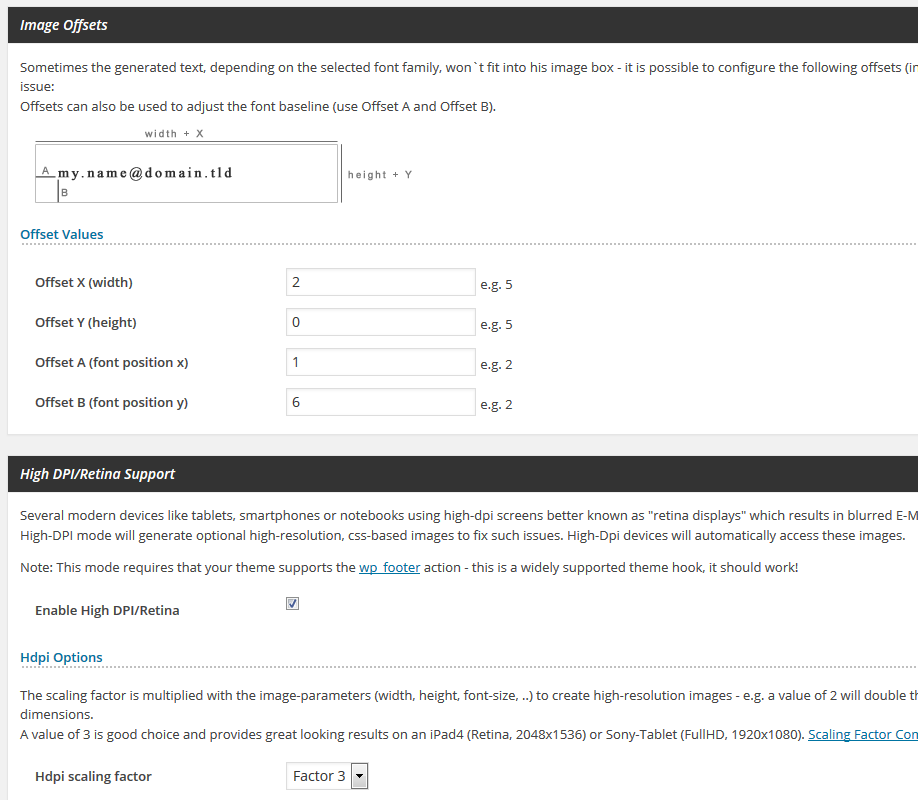 Image Offsets
Sometimes the generated text, depending on the selected font family, won`t fit into his image box - it is possible to configure the following offsets (in
issue:
Offsets can also be used to adjust the font baseline (use Offset A and Offset B).
width + X
A my.name@domain.tld
height + Y
B
Offset Values
Offset X (width) 2 e.g. 5
Offset Y (height) 0 e.g. 5
Offset A (font position x) 1 e.g. 2
Offset B (font position y) 6 e.g. 2
High DPI/Retina Support
Several modern devices like tablets, smartphones or notebooks using high-dpi screens better known as "retina displays" which results in blurred E-M
High-DPI mode will generate optional high-resolution, css-based images to fix such issues. High-Dpi devices will automatically access these images.
Note: This mode requires that your theme supports the wp_footer action - this is a widely supported theme hook, it should work!
Enable High DPI/Retina
Hdpi Options
The scaling factor is multiplied with the image-parameters (width, height, font-size, ..) to create high-resolution images - e.g. a value of 2 will double th
dimensions.
A value of 3 is good choice and provides great looking results on an iPad4 (Retina, 2048x1536) or Sony-Tablet (FullHD, 1920x1080). Scaling Factor Con
Hdpi scaling factor Factor 3